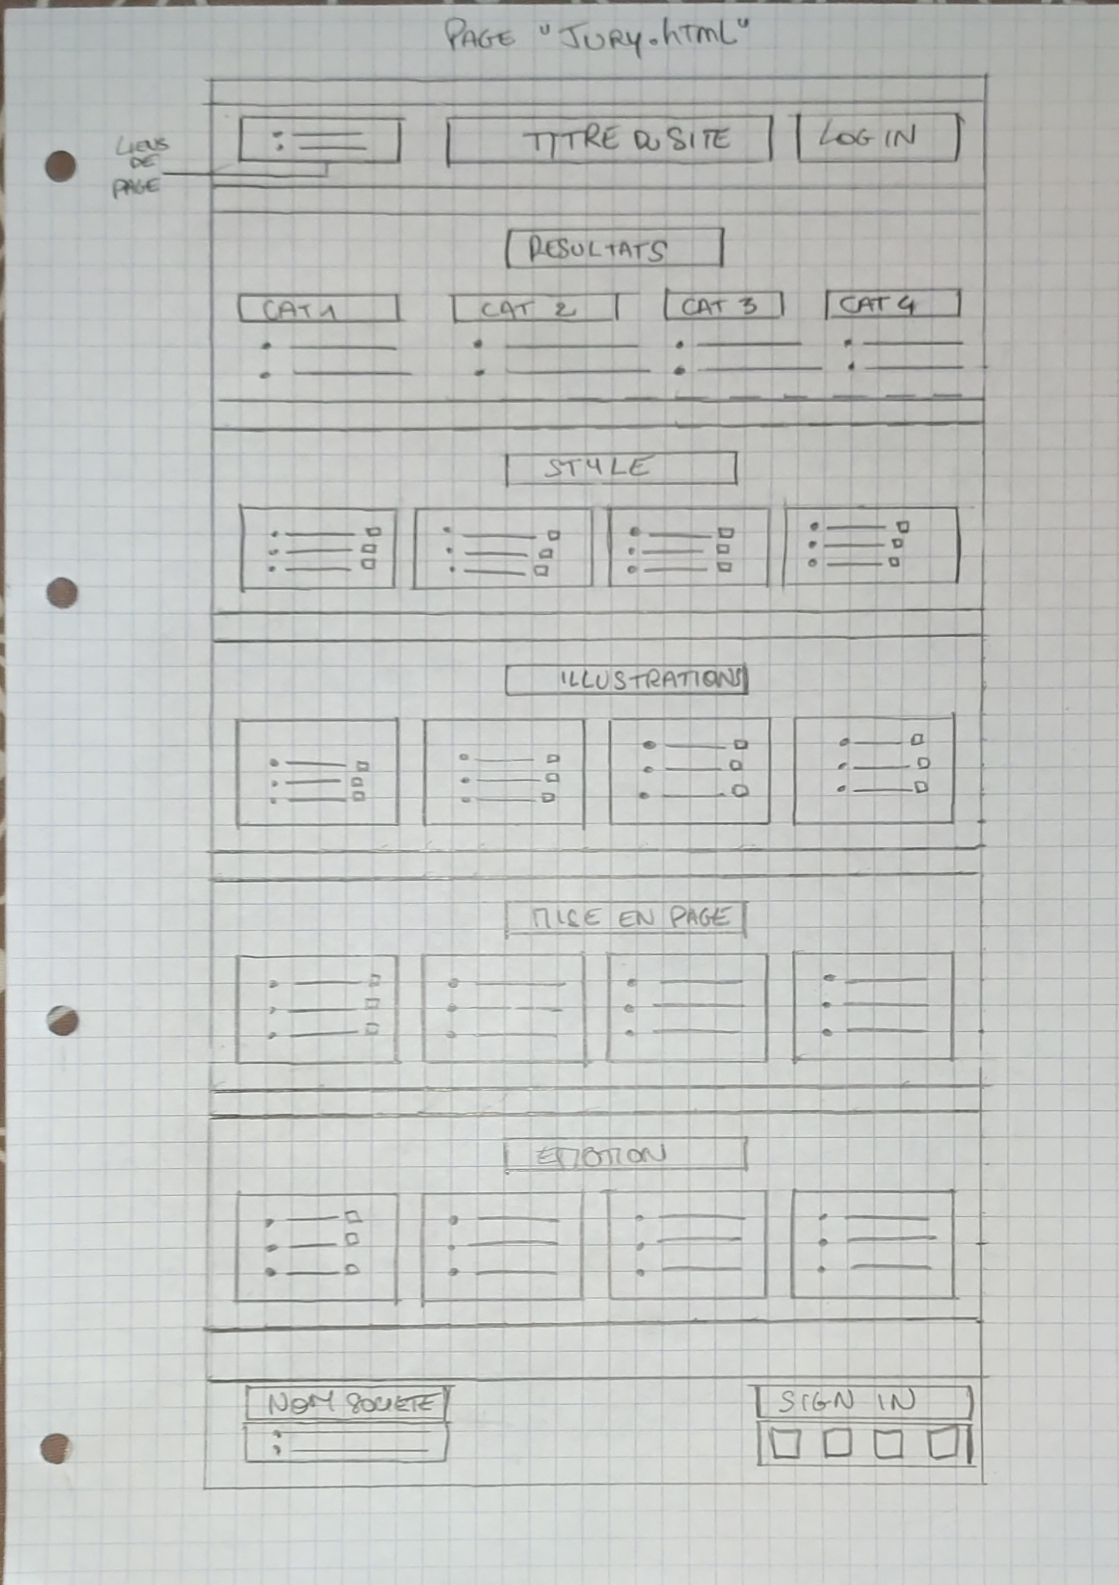 PAGE "JURY.html"
LIENS
DE
PAGE
TITRE DU SITE
LOG IN
RESULTATS
CAT 1
CAT 2
CAT 3
CAT 4
STYLE
ILLUSTRATIONS
MISE EN PAGE
EMOTION
NOM SOCIETE
SIGN IN